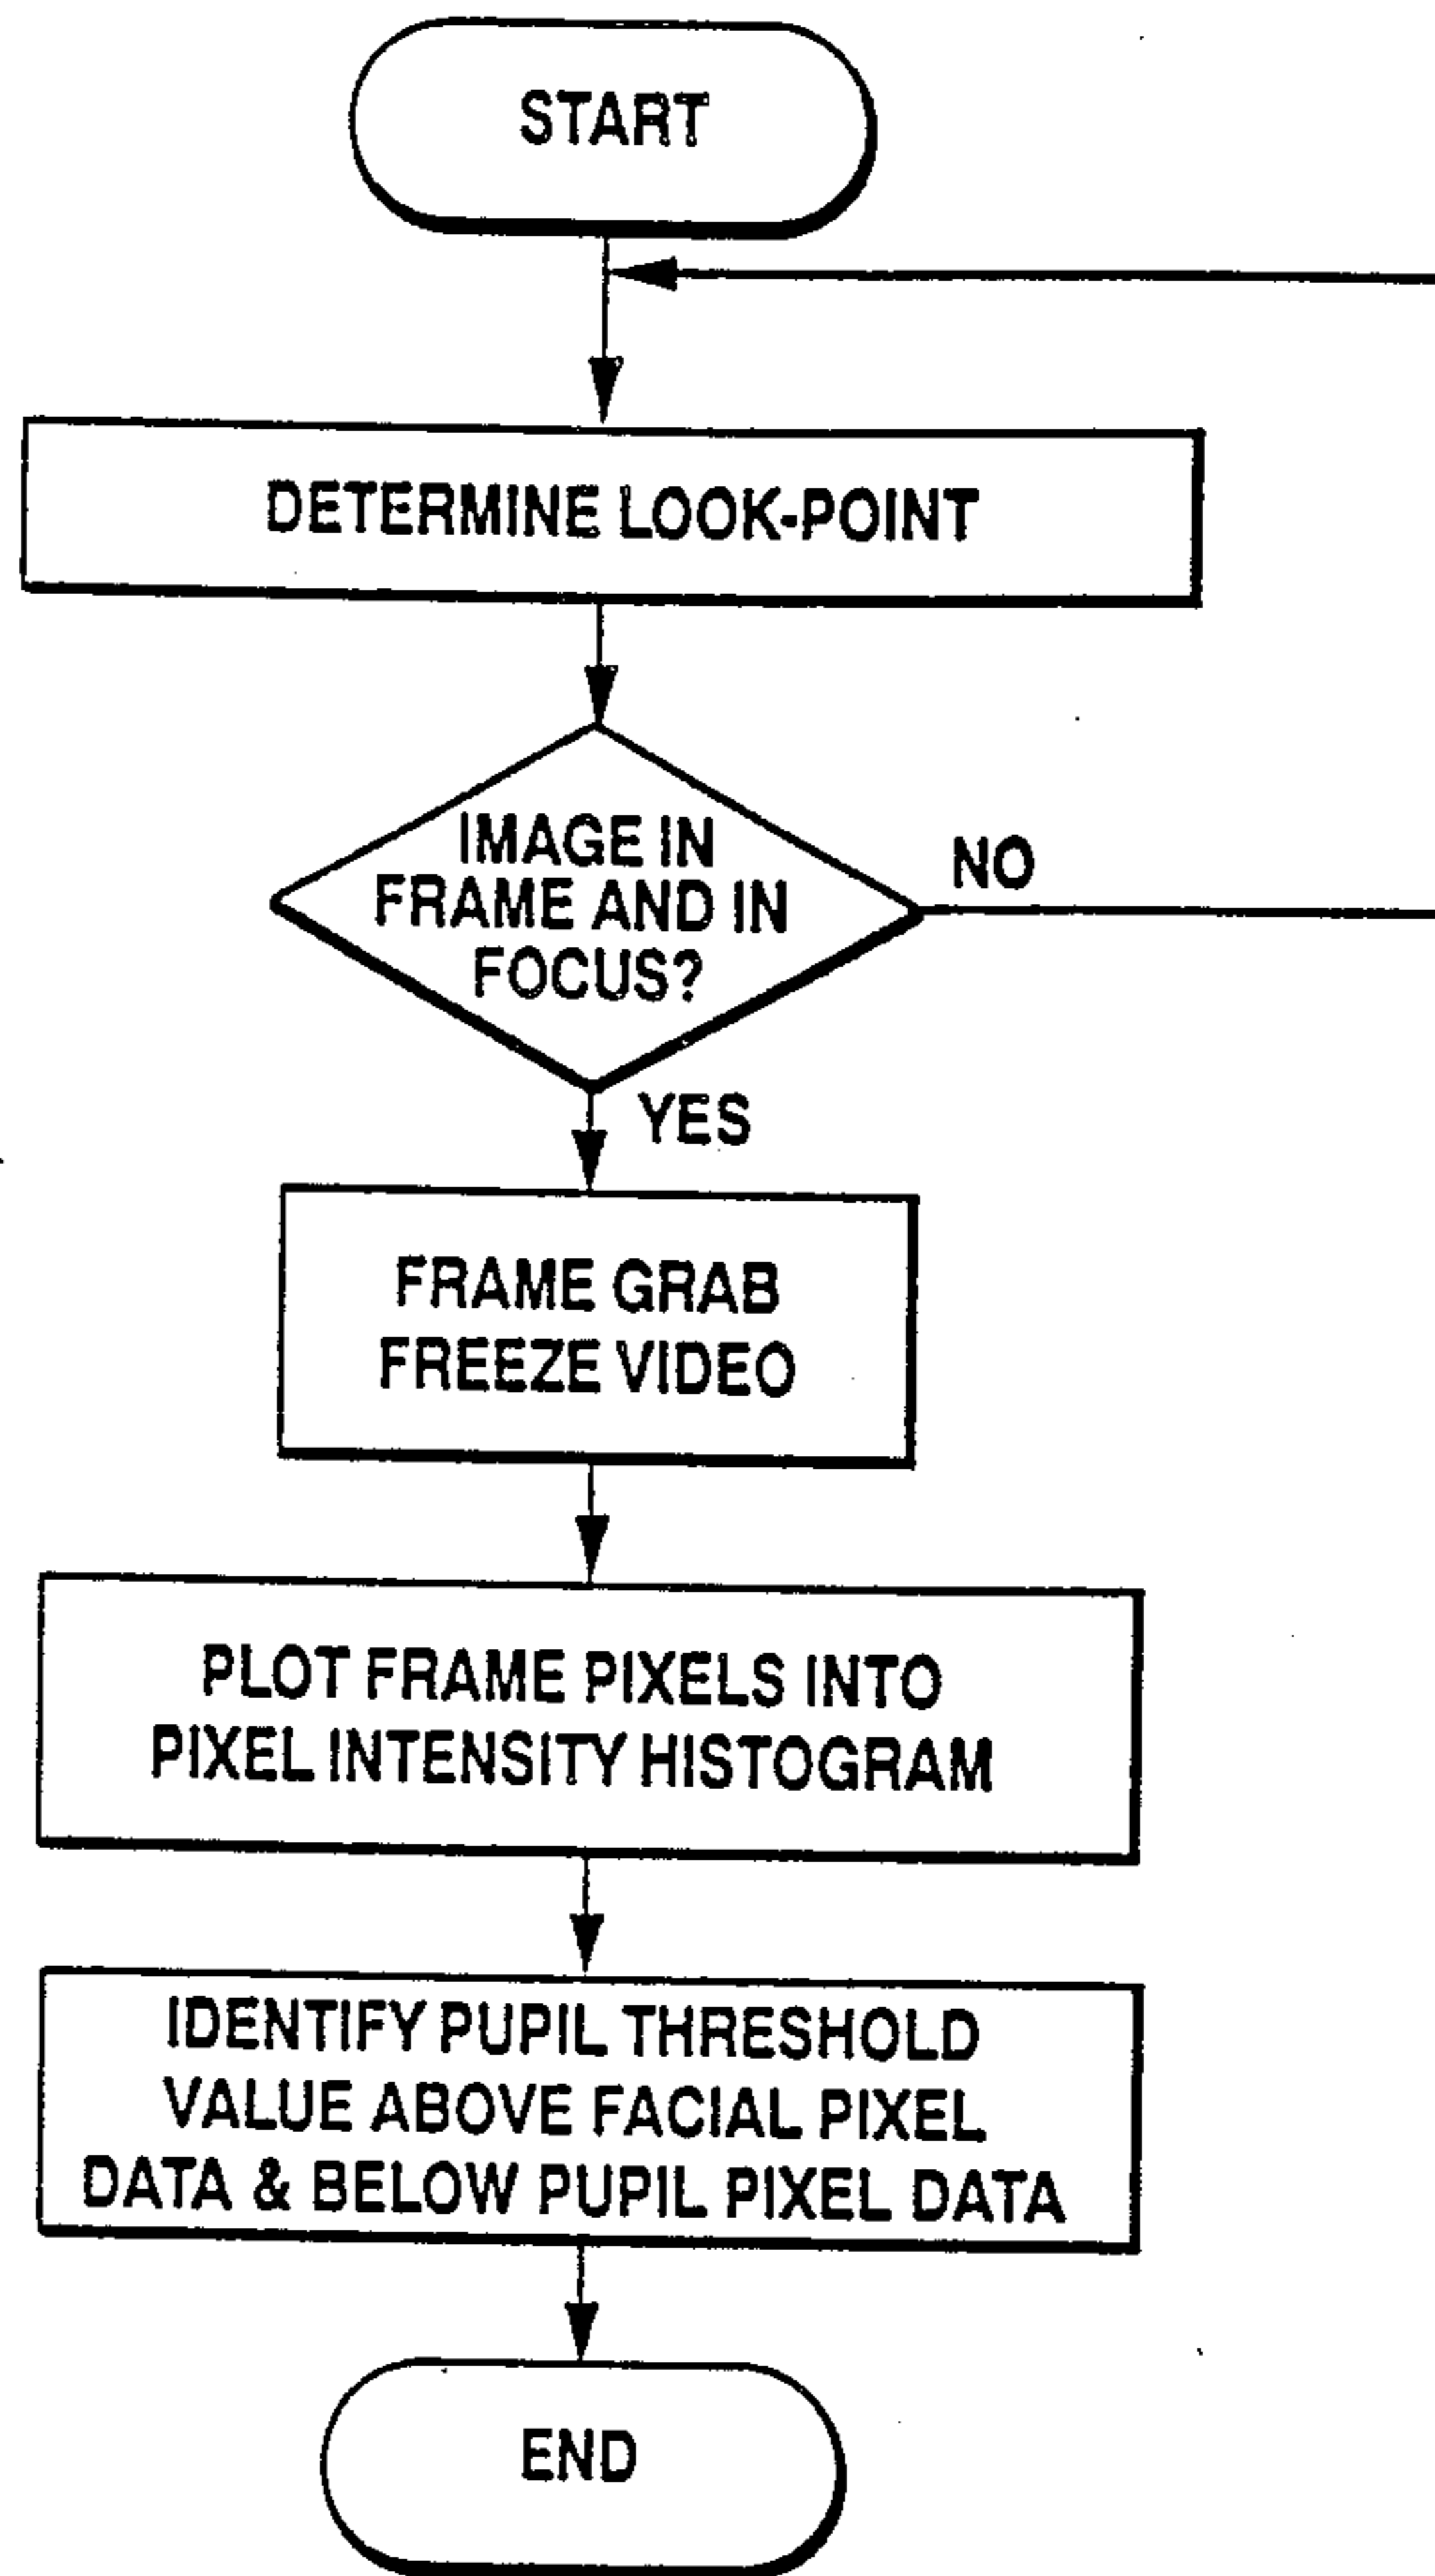 START
DETERMINE LOOK-POINT
IMAGE IN
FRAME AND IN
FOCUS?
NO
YES
FRAME GRAB
FREEZE VIDEO
PLOT FRAME PIXELS INTO
PIXEL INTENSITY HISTOGRAM
IDENTIFY PUPIL THRESHOLD
VALUE ABOVE FACIAL PIXEL
DATA & BELOW PUPIL PIXEL DATA
END